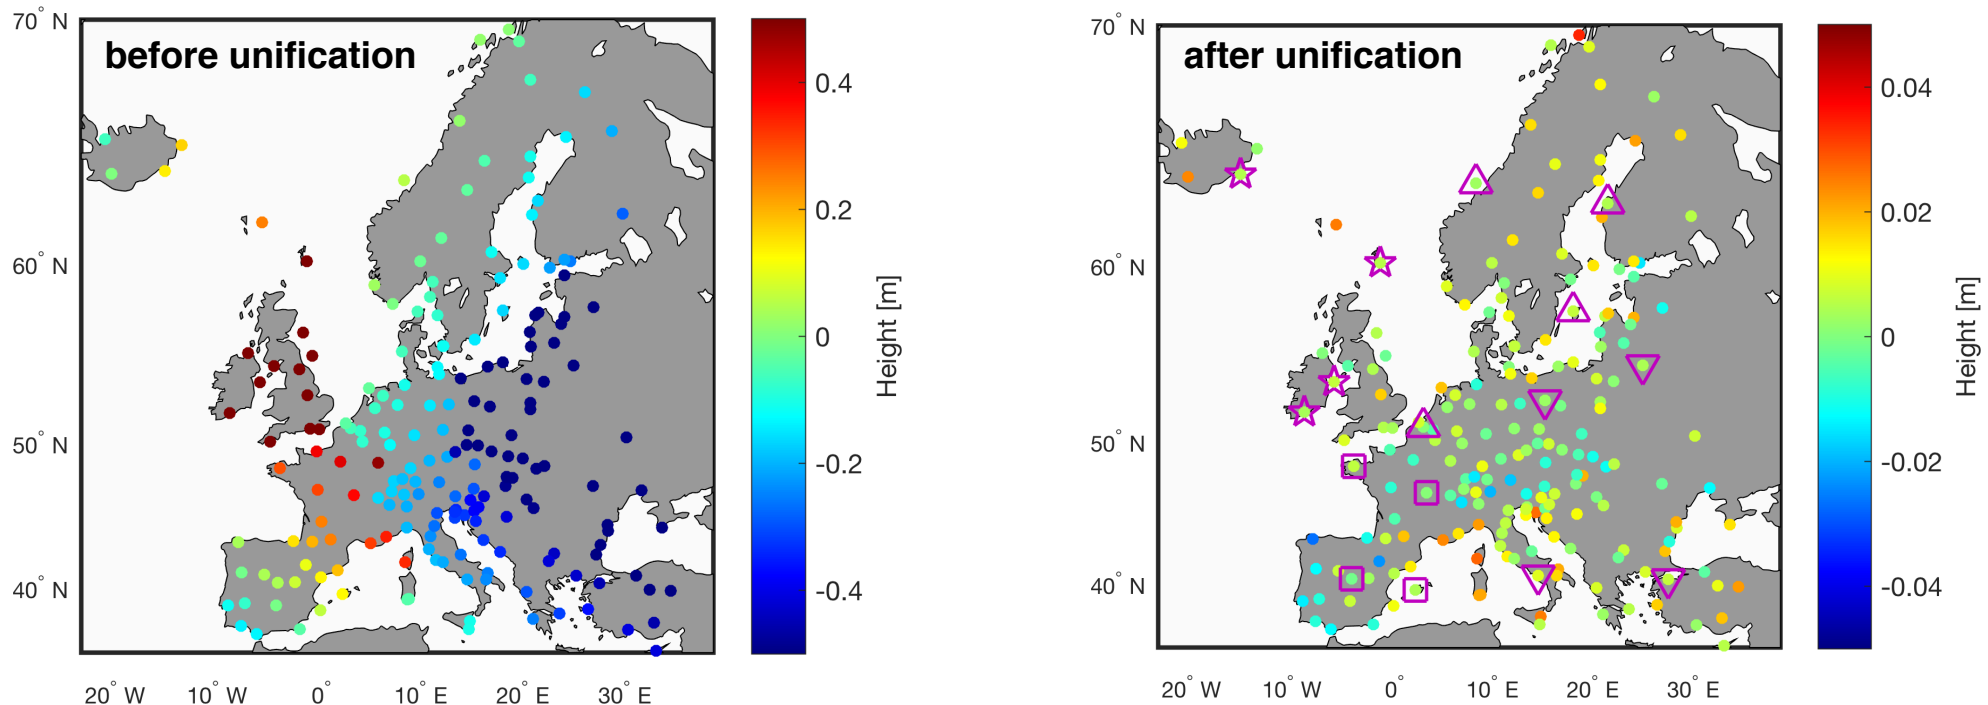 before unification
70° N
60° N
50° N
40° N
20° W
10° W
0°
10° E
20° E
30° E
0.4
0.2
0
-0.2
-0.4
Height [m]
after unification
70° N
60° N
50° N
40° N
20° W
10° W
0°
10° E
20° E
30° E
0.04
0.02
0
-0.02
-0.04
Height [m]